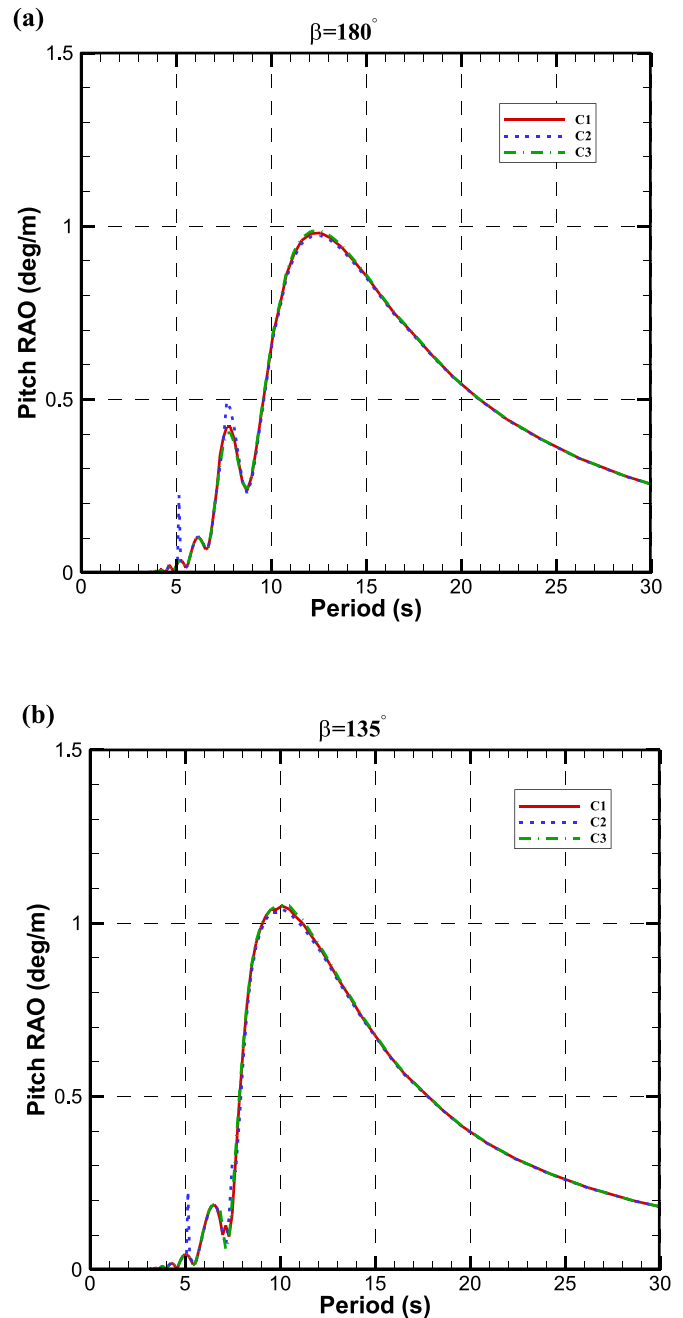 (a)
β=180°
1.5
C1
C2
C3
1
Pitch RAO (deg/m)
0.5
0
0 5 10 15 20 25 30
Period (s)
(b)
β=135°
1.5
C1
C2
C3
1
Pitch RAO (deg/m)
0.5
0
0 5 10 15 20 25 30
Period (s)